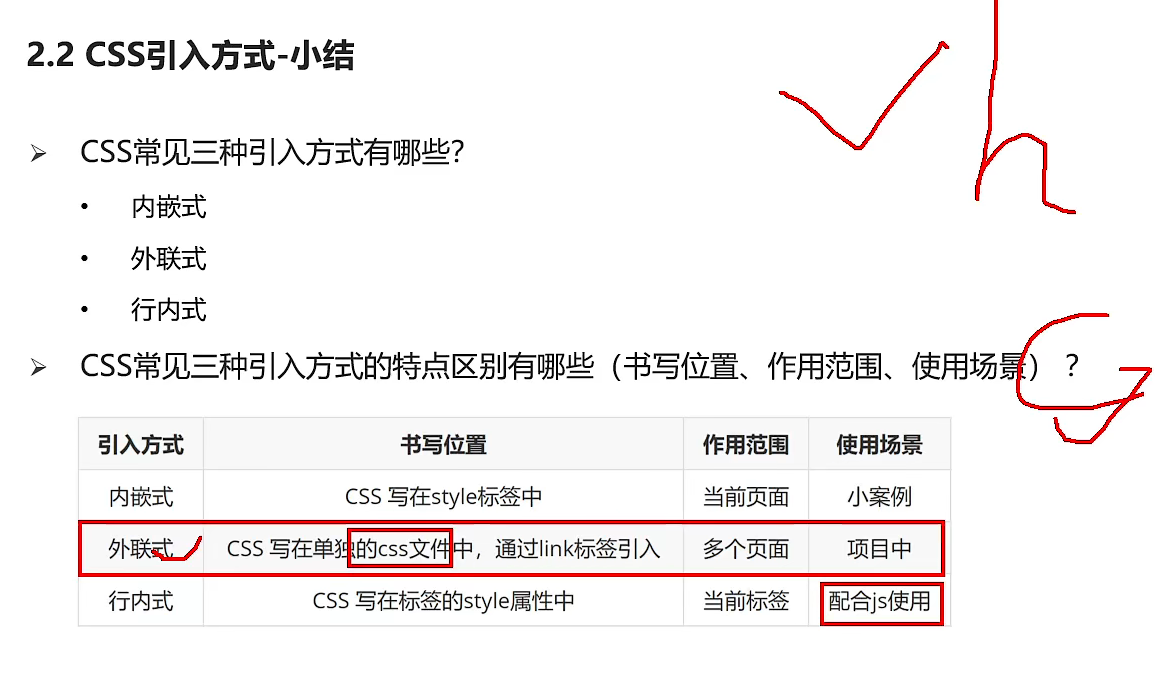 2.2 CSS引入方式-小结
➢ CSS常见三种引入方式有哪些?
• 内嵌式
• 外联式
• 行内式
➢ CSS常见三种引入方式的特点区别有哪些（书写位置、作用范围、使用场景）？
引入方式 书写位置 作用范围 使用场景
内嵌式 CSS 写在style标签中 当前页面 小案例
外联式 CSS 写在单独的css文件中，通过link标签引入 多个页面 项目中
行内式 CSS 写在标签的style属性中 当前标签 配合js使用